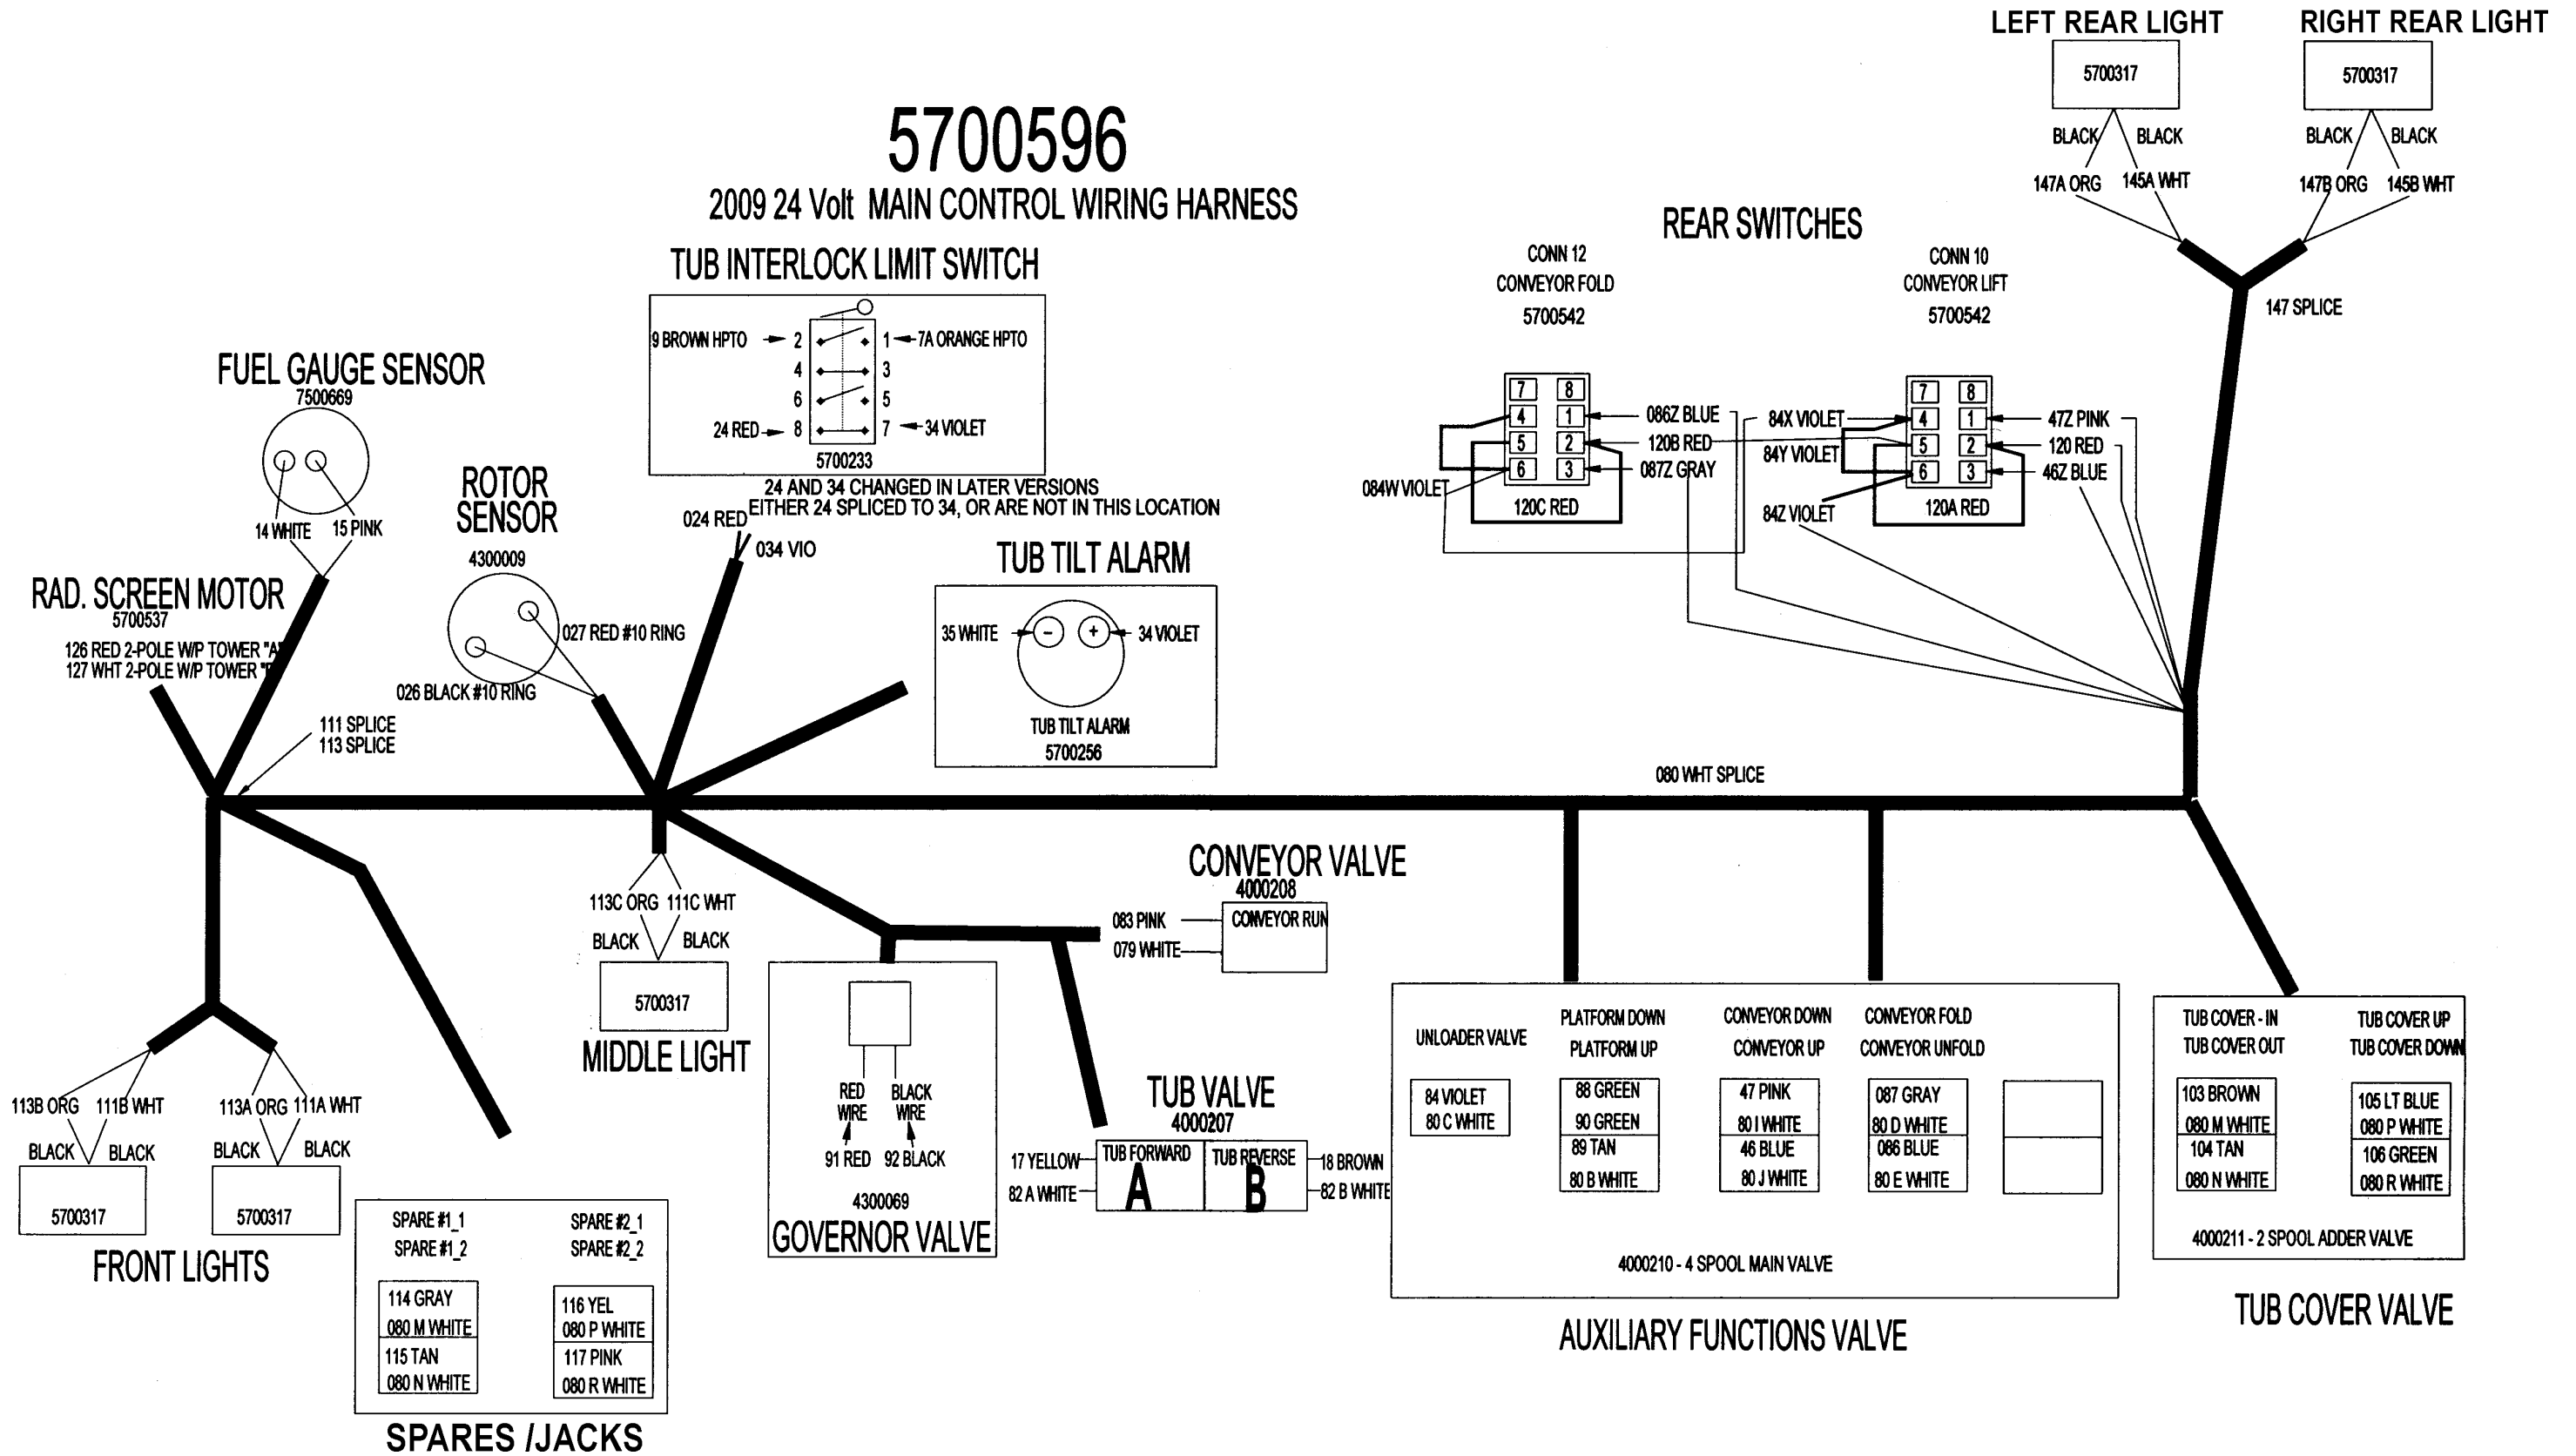 LEFT REAR LIGHT
RIGHT REAR LIGHT
5700317
5700317
BLACK
BLACK
BLACK
BLACK
147A ORG
145A WHT
147B ORG
145B WHT
147 SPLICE
5700596
2009 24 Volt MAIN CONTROL WIRING HARNESS
TUB INTERLOCK LIMIT SWITCH
9 BROWN HPTO
2
1
7A ORANGE HPTO
4
3
6
5
24 RED
8
7
34 VIOLET
5700233
24 AND 34 CHANGED IN LATER VERSIONS
EITHER 24 SPLICED TO 34, OR ARE NOT IN THIS LOCATION
024 RED
034 VIO
REAR SWITCHES
CONN 12
CONVEYOR FOLD
5700542
7
8
4
1
5
2
6
3
086Z BLUE
120B RED
087Z GRAY
084W VIOLET
120C RED
CONN 10
CONVEYOR LIFT
5700542
7
8
4
1
5
2
6
3
84X VIOLET
84Y VIOLET
84Z VIOLET
47Z PINK
120 RED
46Z BLUE
120A RED
FUEL GAUGE SENSOR
7500669
14 WHITE
15 PINK
ROTOR
SENSOR
4300009
027 RED #10 RING
026 BLACK #10 RING
RAD. SCREEN MOTOR
5700537
126 RED 2-POLE W/P TOWER "A"
127 WHT 2-POLE W/P TOWER
111 SPLICE
113 SPLICE
TUB TILT ALARM
35 WHITE
-
+
34 VIOLET
TUB TILT ALARM
5700256
080 WHT SPLICE
113C ORG
111C WHT
BLACK
BLACK
5700317
MIDDLE LIGHT
CONVEYOR VALVE
4000208
083 PINK
CONVEYOR RUN
079 WHITE
RED
WIRE
BLACK
WIRE
91 RED
92 BLACK
4300069
GOVERNOR VALVE
TUB VALVE
4000207
17 YELLOW
TUB FORWARD
TUB REVERSE
18 BROWN
82 A WHITE
A
B
82 B WHITE
113B ORG
111B WHT
113A ORG
111A WHT
BLACK
BLACK
BLACK
BLACK
5700317
5700317
FRONT LIGHTS
SPARE #1_1
SPARE #1_2
SPARE #2_1
SPARE #2_2
114 GRAY
080 M WHITE
115 TAN
080 N WHITE
116 YEL
080 P WHITE
117 PINK
080 R WHITE
SPARES /JACKS
UNLOADER VALVE
PLATFORM DOWN
PLATFORM UP
CONVEYOR DOWN
CONVEYOR UP
CONVEYOR FOLD
CONVEYOR UNFOLD
84 VIOLET
80 C WHITE
88 GREEN
90 GREEN
89 TAN
80 B WHITE
47 PINK
80 I WHITE
46 BLUE
80 J WHITE
087 GRAY
80 D WHITE
086 BLUE
80 E WHITE
4000210 - 4 SPOOL MAIN VALVE
AUXILIARY FUNCTIONS VALVE
TUB COVER - IN
TUB COVER OUT
TUB COVER UP
TUB COVER DOWN
103 BROWN
080 M WHITE
104 TAN
080 N WHITE
105 LT BLUE
080 P WHITE
106 GREEN
080 R WHITE
4000211 - 2 SPOOL ADDER VALVE
TUB COVER VALVE